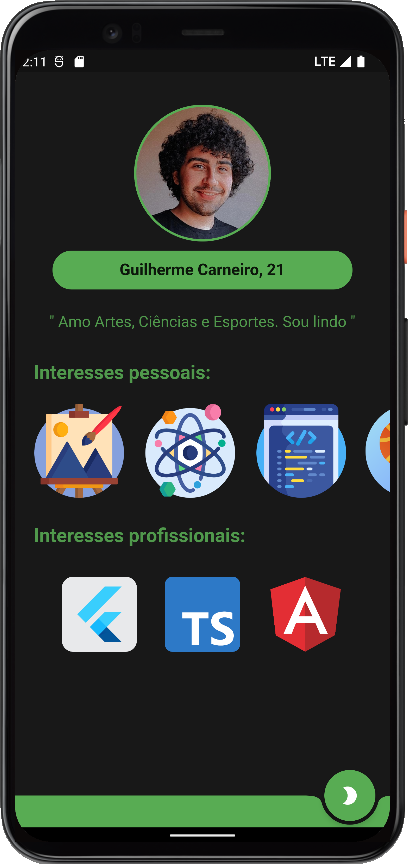 2:11
LTE
Guilherme Carneiro, 21
" Amo Artes, Ciências e Esportes. Sou lindo "
Interesses pessoais:
</>
Interesses profissionais:
TS
A